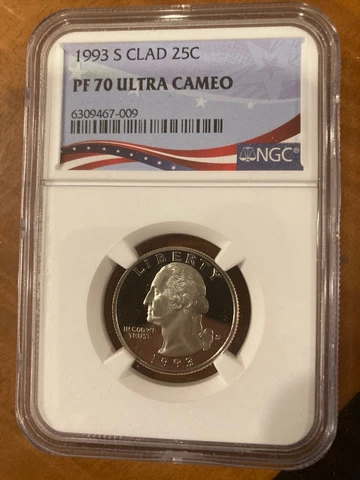 1993 S CLAD 25C
PF 70 ULTRA CAMEO
6309467-009
NGC
LIBERTY
IN GOD WE
TRUST
1993